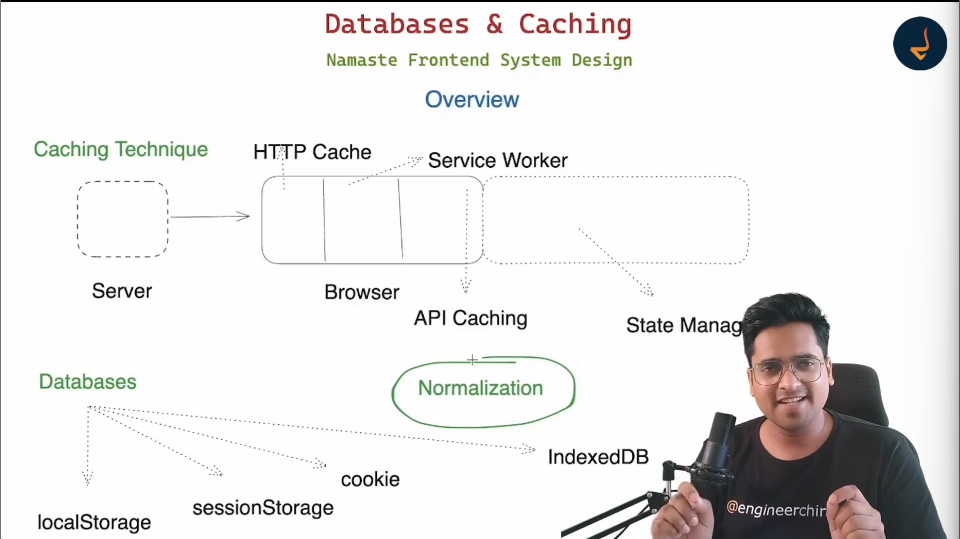 Databases & Caching
Namaste Frontend System Design
Overview
Caching Technique
HTTP Cache
Service Worker
Server
Browser
API Caching
State Manag
Databases
Normalization
IndexedDB
cookie
sessionStorage
localStorage
@engineerchir